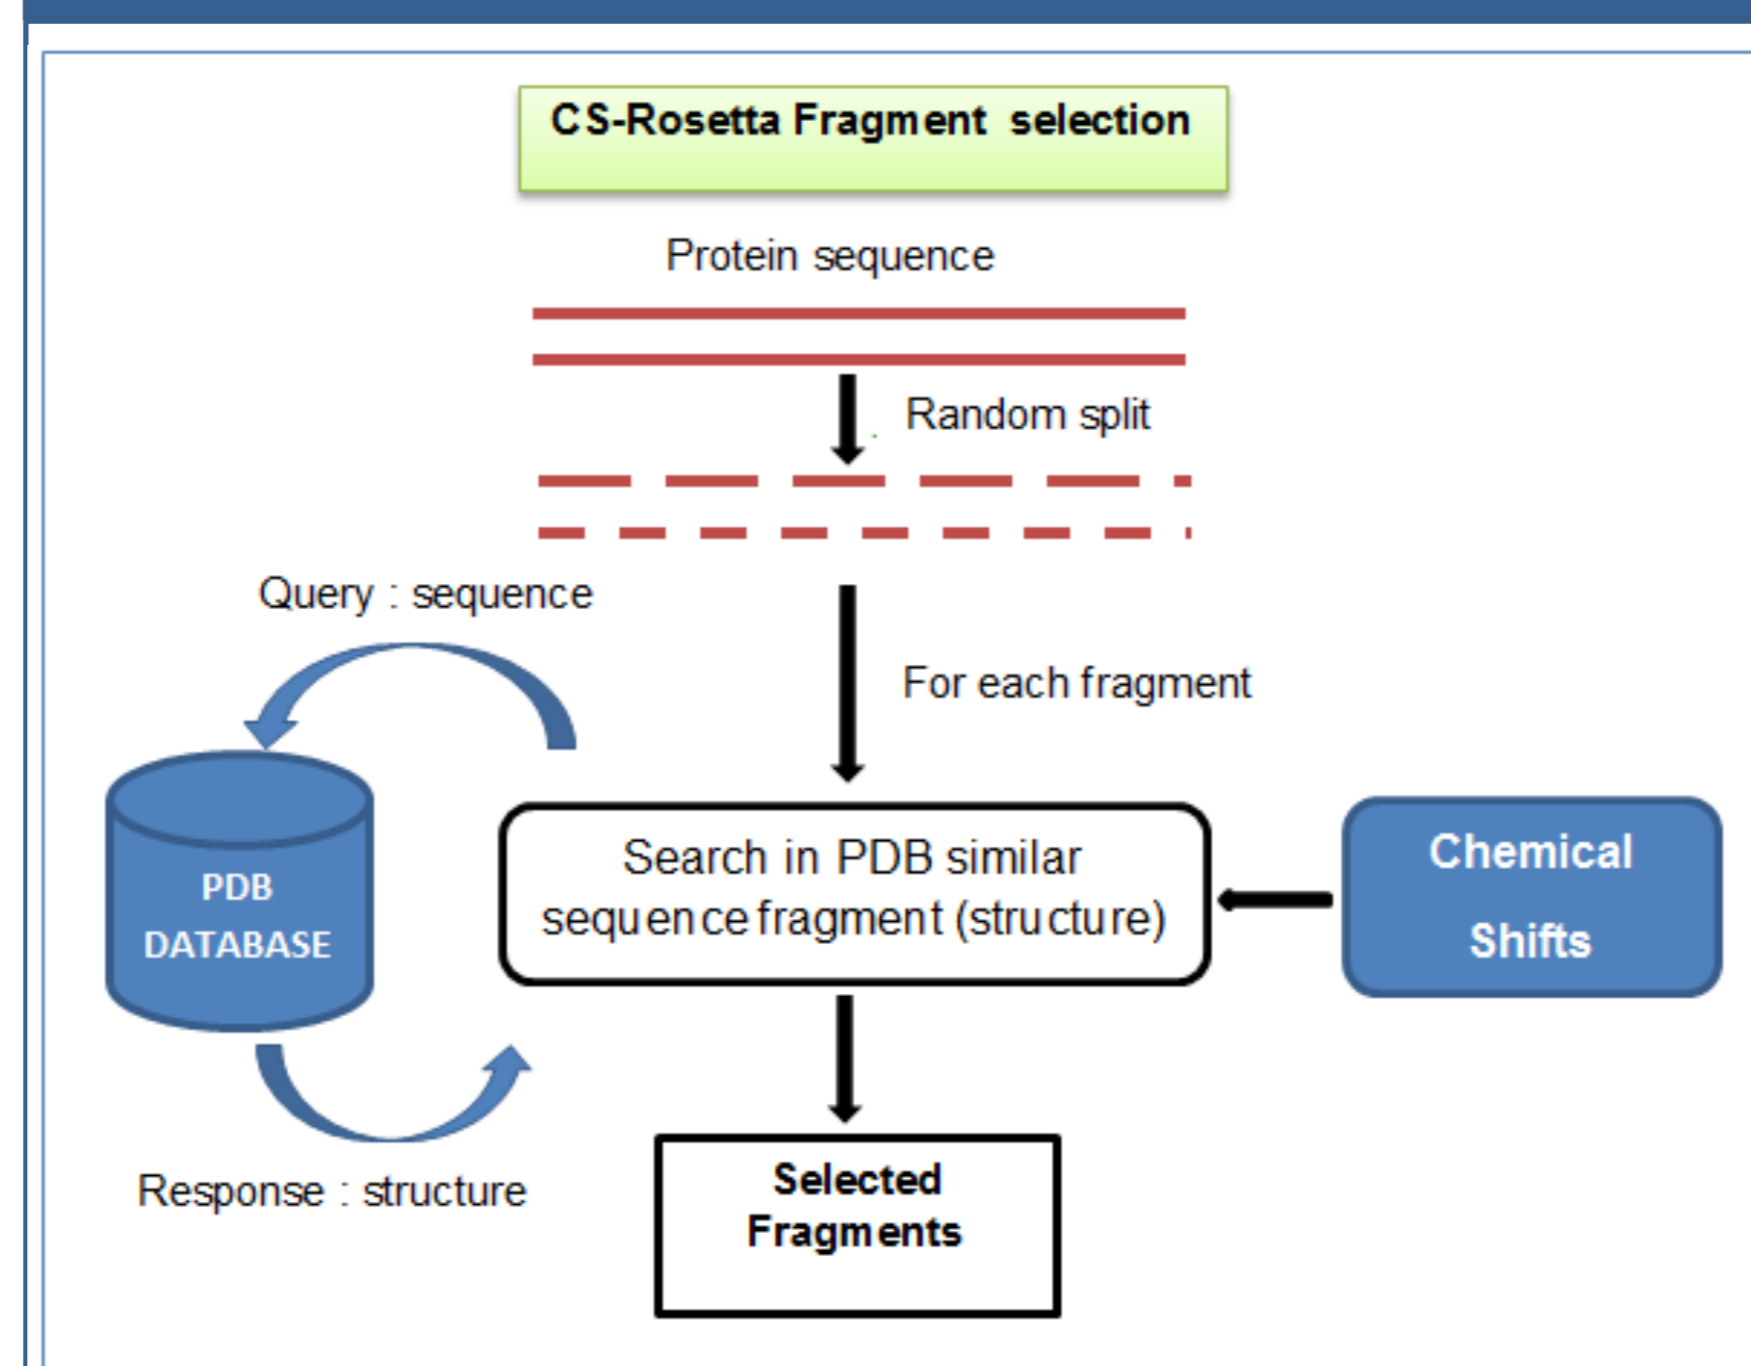 CS-Rosetta Fragment selection
Protein sequence
Random split
Query : sequence
For each fragment
Search in PDB similar
sequence fragment (structure)
Chemical
Shifts
PDB
DATABASE
Response : structure
Selected
Fragments